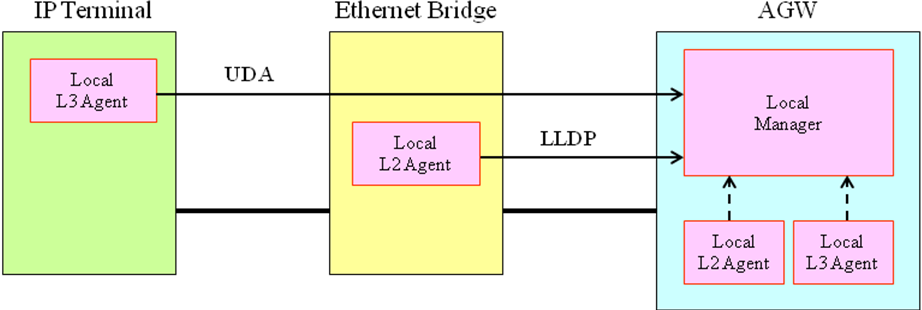 IP Terminal
Ethernet Bridge
AGW
Local
L3 Agent
UDA
Local
Manager
Local
L2 Agent
LLDP
Local
L2 Agent
Local
L3 Agent